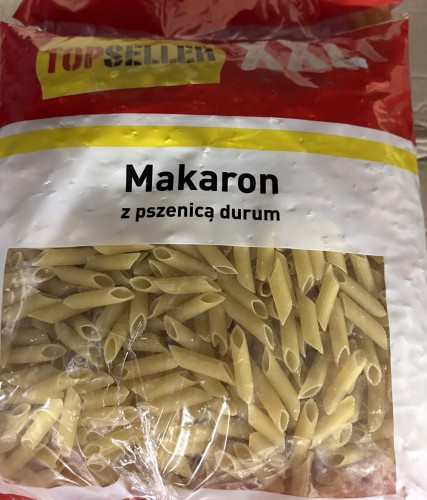 TOPSELLER XXL
Makaron
z pszenicą durum